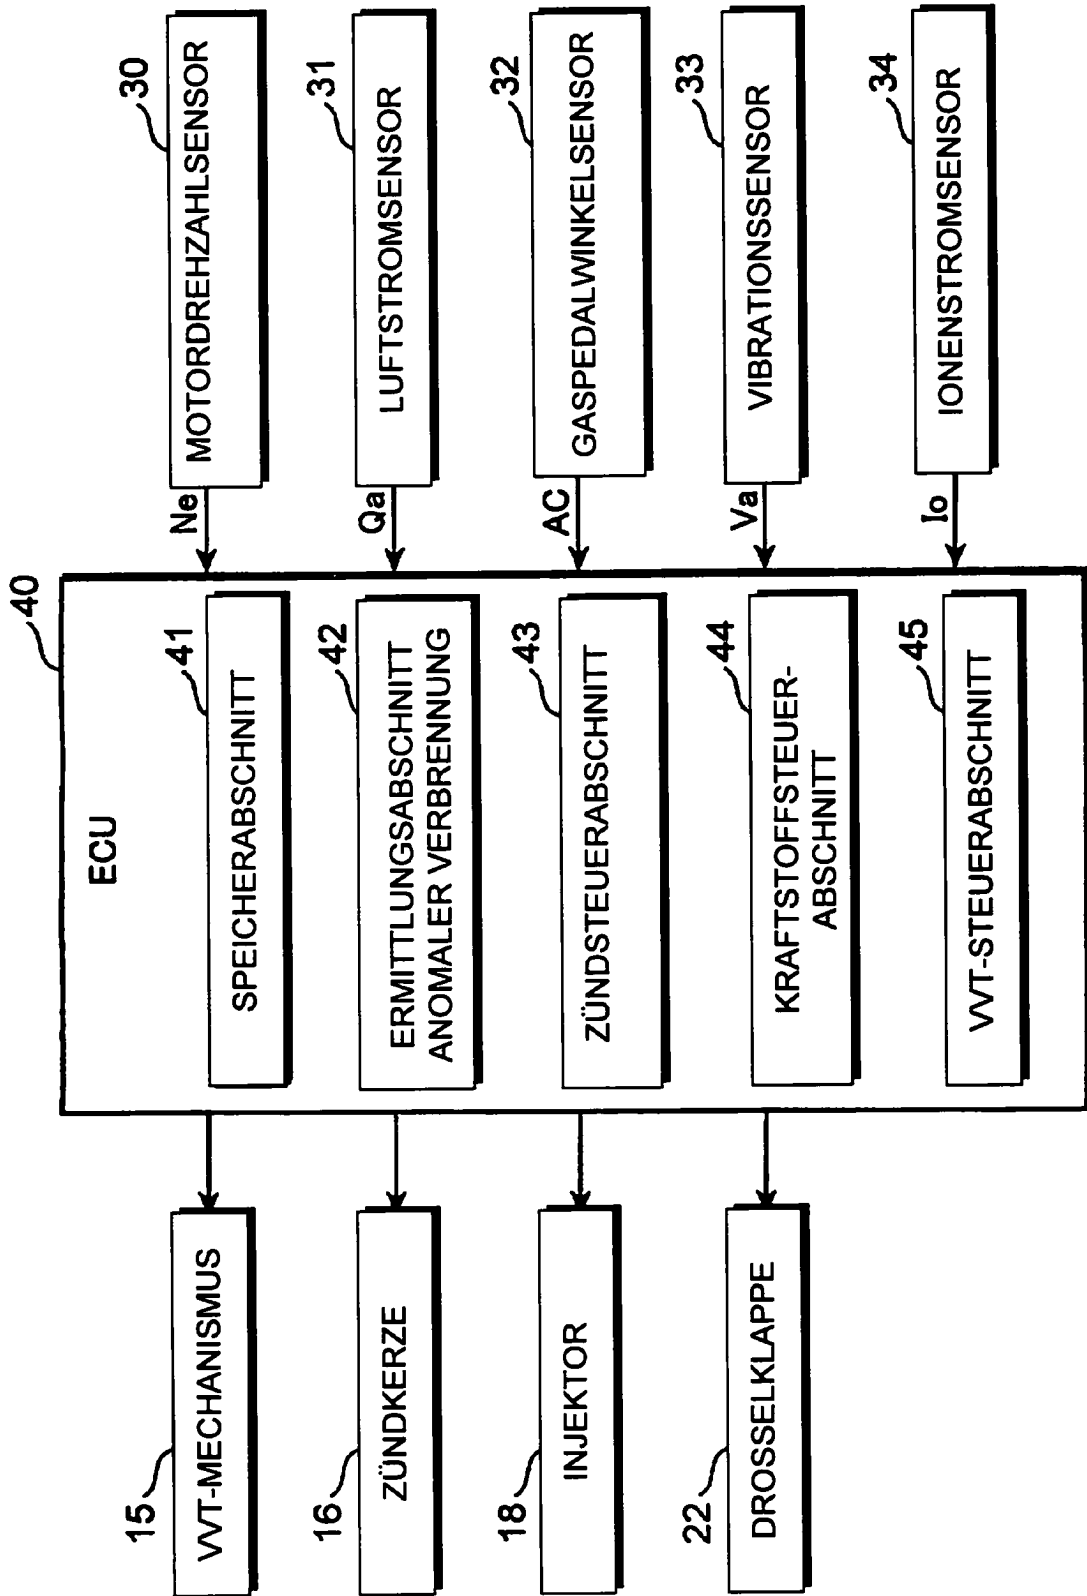 30
MOTORDREHZAHLSENSOR
Ne
31
LUFTSTROMSENSOR
Qa
32
GASPEDALWINKELSENSOR
AC
33
VIBRATIONSSENSOR
Va
34
IONENSTROMSENSOR
Io
40
ECU
41
SPEICHERABSCHNITT
42
ERMITTLUNGSABSCHNITT
ANOMALER VERBRENNUNG
43
ZÜNDSTEUERABSCHNITT
44
KRAFTSTOFFSTEUER-
ABSCHNITT
45
VVT-STEUERABSCHNITT
15
VVT-MECHANISMUS
16
ZÜNDKERZE
18
INJEKTOR
22
DROSSELKLAPPE